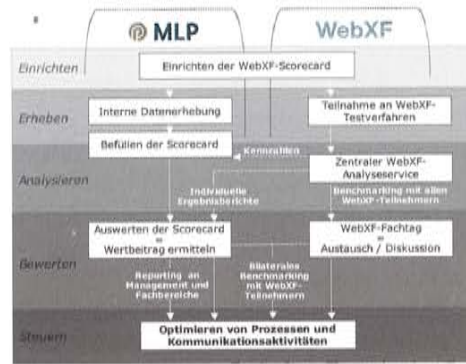 MLP
WebXF
Einrichten
Einrichten der WebXF-Scorecard
Erheben
Interne Datenerhebung
Teilnahme an WebXF-
Testverfahren
Befüllen der Scorecard
Kennzahlen
Zentraler WebXF-
Analyseservice
Analysieren
Individuelle
Ergebnisberichte
Benchmarking mit allen
WebXF-Teilnehmern
Auswerten der Scorecard
=
Wertbeitrag ermitteln
WebXF-Fachtag
=
Austausch / Diskussion
Bewerten
Reporting an
Management und
Fachbereiche
Bilaterales
Benchmarking
mit WebXF-
Teilnehmern
Steuern
Optimieren von Prozessen und
Kommunikationsaktivitäten